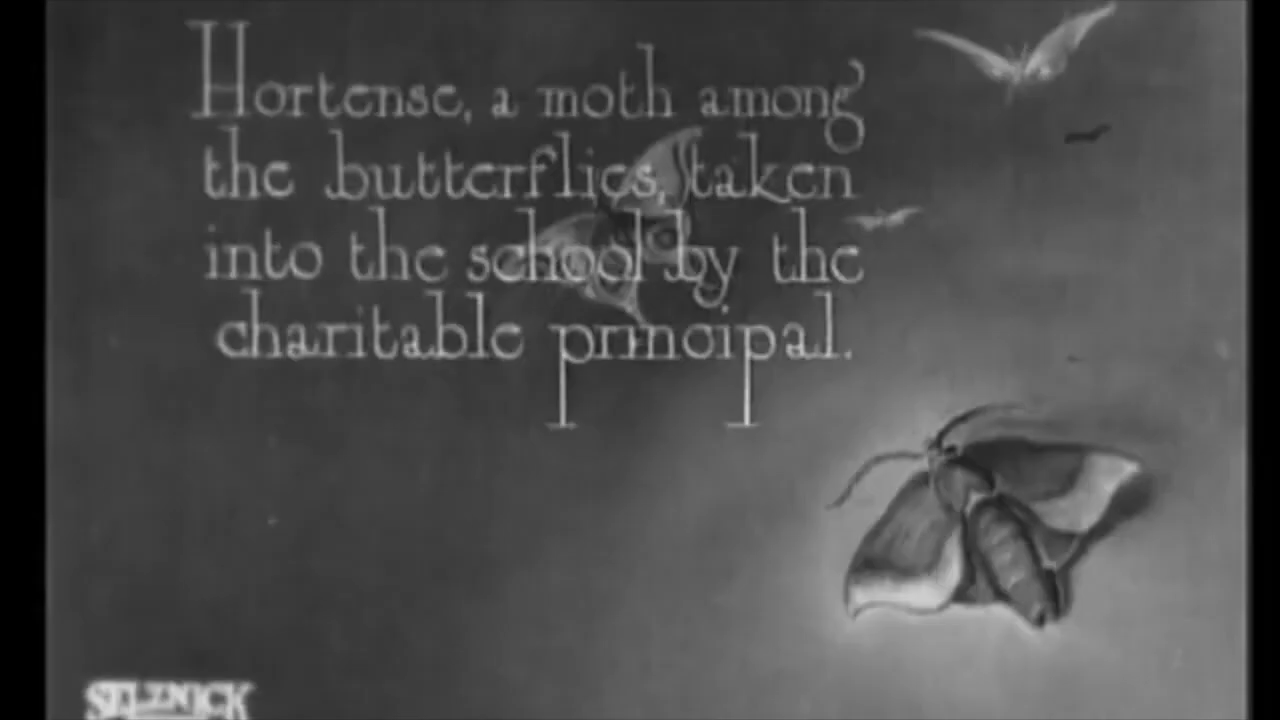 Hortense, a moth among
the butterflies, taken
into the school by the
charitable principal.
SELZNICK